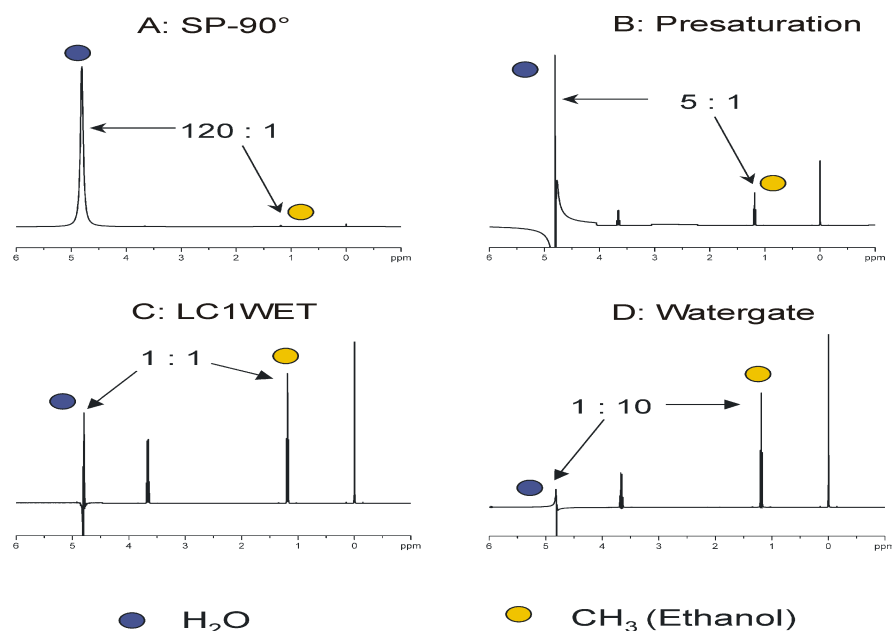 A: SP-90°
120 : 1
6 5 4 3 2 1 0 ppm
B: Presaturation
5 : 1
6 5 4 3 2 1 0 ppm
C: LC1WET
1 : 1
6 5 4 3 2 1 0 ppm
D: Watergate
1 : 10
6 5 4 3 2 1 0 ppm
H₂O
CH₃ (Ethanol)